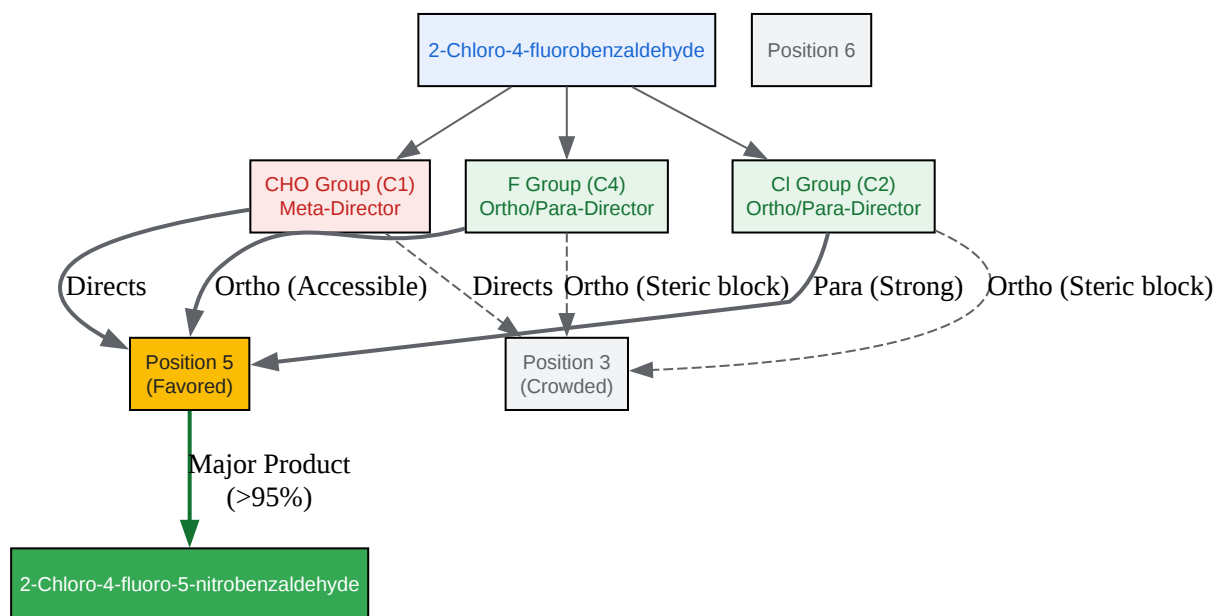 2-Chloro-4-fluorobenzaldehyde
Position 6
CHO Group (C1)
Meta-Director
F Group (C4)
Ortho/Para-Director
Cl Group (C2)
Ortho/Para-Director
Directs
Ortho (Accessible)
Directs
Ortho (Steric block)
Para (Strong)
Ortho (Steric block)
Position 5
(Favored)
Position 3
(Crowded)
Major Product
(>95%)
2-Chloro-4-fluoro-5-nitrobenzaldehyde